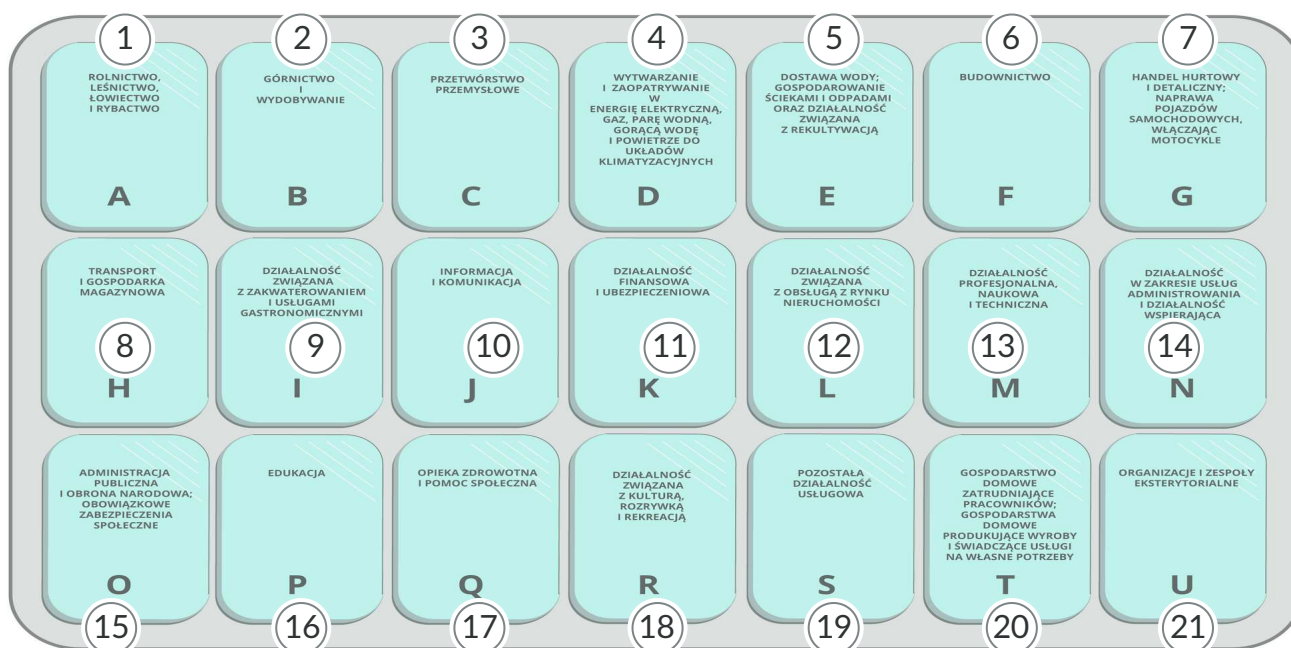 1
ROLNICTWO,
LEŚNICTWO,
ŁOWIECTWO
I RYBACTWO
A
2
GÓRNICTWO
I
WYDOBYWANIE
B
3
PRZETWÓRSTWO
PRZEMYSŁOWE
C
4
WYTWARZANIE
I ZAOPATRYWANIE
W
ENERGIĘ ELEKTRYCZNĄ,
GAZ, PARĘ WODNĄ,
GORĄCĄ WODĘ
I POWIETRZE DO
UKŁADÓW
KLIMATYZACYJNYCH
D
5
DOSTAWA WODY;
GOSPODAROWANIE
ŚCIEKAMI I ODPADAMI
ORAZ DZIAŁALNOŚĆ
ZWIĄZANA
Z REKULTYWACJĄ
E
6
BUDOWNICTWO
F
7
HANDEL HURTOWY
I DETALICZNY;
NAPRAWA
POJAZDÓW
SAMOCHODOWYCH,
WŁĄCZAJĄC
MOTOCYKLE
G
TRANSPORT
I GOSPODARKA
MAGAZYNOWA
8
H
DZIAŁALNOŚĆ
ZWIĄZANA
Z ZAKWATEROWANIEM
I USŁUGAMI
GASTRONOMICZNYMI
9
I
INFORMACJA
I KOMUNIKACJA
10
J
DZIAŁALNOŚĆ
FINANSOWA
I UBEZPIECZENIOWA
11
K
DZIAŁALNOŚĆ
ZWIĄZANA
Z OBSŁUGĄ Z RYNKU
NIERUCHOMOŚCI
12
L
DZIAŁALNOŚĆ
PROFESJONALNA,
NAUKOWA
I TECHNICZNA
13
M
DZIAŁALNOŚĆ
W ZAKRESIE USŁUG
ADMINISTROWANIA
I DZIAŁALNOŚĆ
WSPIERAJĄCA
14
N
ADMINISTRACJA
PUBLICZNA
I OBRONA NARODOWA;
OBOWIĄZKOWE
ZABEZPIECZENIA
SPOŁECZNE
O
15
EDUKACJA
P
16
OPIEKA ZDROWOTNA
I POMOC SPOŁECZNA
Q
17
DZIAŁALNOŚĆ
ZWIĄZANA
Z KULTURĄ,
ROZRYWKĄ
I REKREACJĄ
R
18
POZOSTAŁA
DZIAŁALNOŚĆ
USŁUGOWA
S
19
GOSPODARSTWO
DOMOWE
ZATRUDNIAJĄCE
PRACOWNIKÓW;
GOSPODARSTWA
DOMOWE
PRODUKUJĄCE WYROBY
I ŚWIADCZĄCE USŁUGI
NA WŁASNE POTRZEBY
T
20
ORGANIZACJE I ZESPOŁY
EKSTERYTORIALNE
U
21